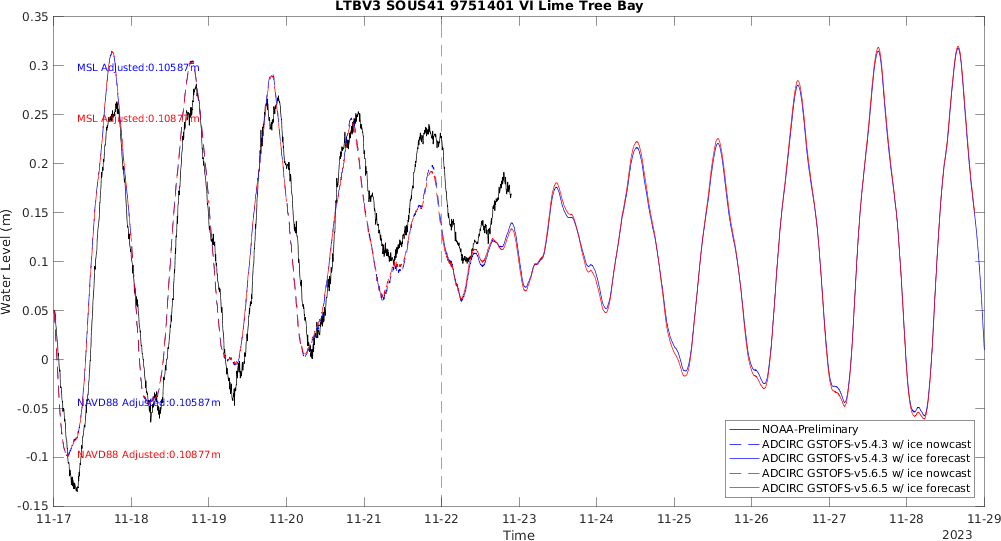 LTBV3 SOUS41 9751401 VI Lime Tree Bay
0.35
0.3
0.25
0.2
0.15
0.1
0.05
0
-0.05
-0.1
-0.15
Water Level (m)
MSL Adjusted:0.10587m
MSL Adjusted:0.10877m
NAVD88 Adjusted:0.10587m
NAVD88 Adjusted:0.10877m
NOAA-Preliminary
ADCIRC GSTOFS-v5.4.3 w/ ice nowcast
ADCIRC GSTOFS-v5.4.3 w/ ice forecast
ADCIRC GSTOFS-v5.6.5 w/ ice nowcast
ADCIRC GSTOFS-v5.6.5 w/ ice forecast
11-17 11-18 11-19 11-20 11-21 11-22 11-23 11-24 11-25 11-26 11-27 11-28 11-29
Time
2023